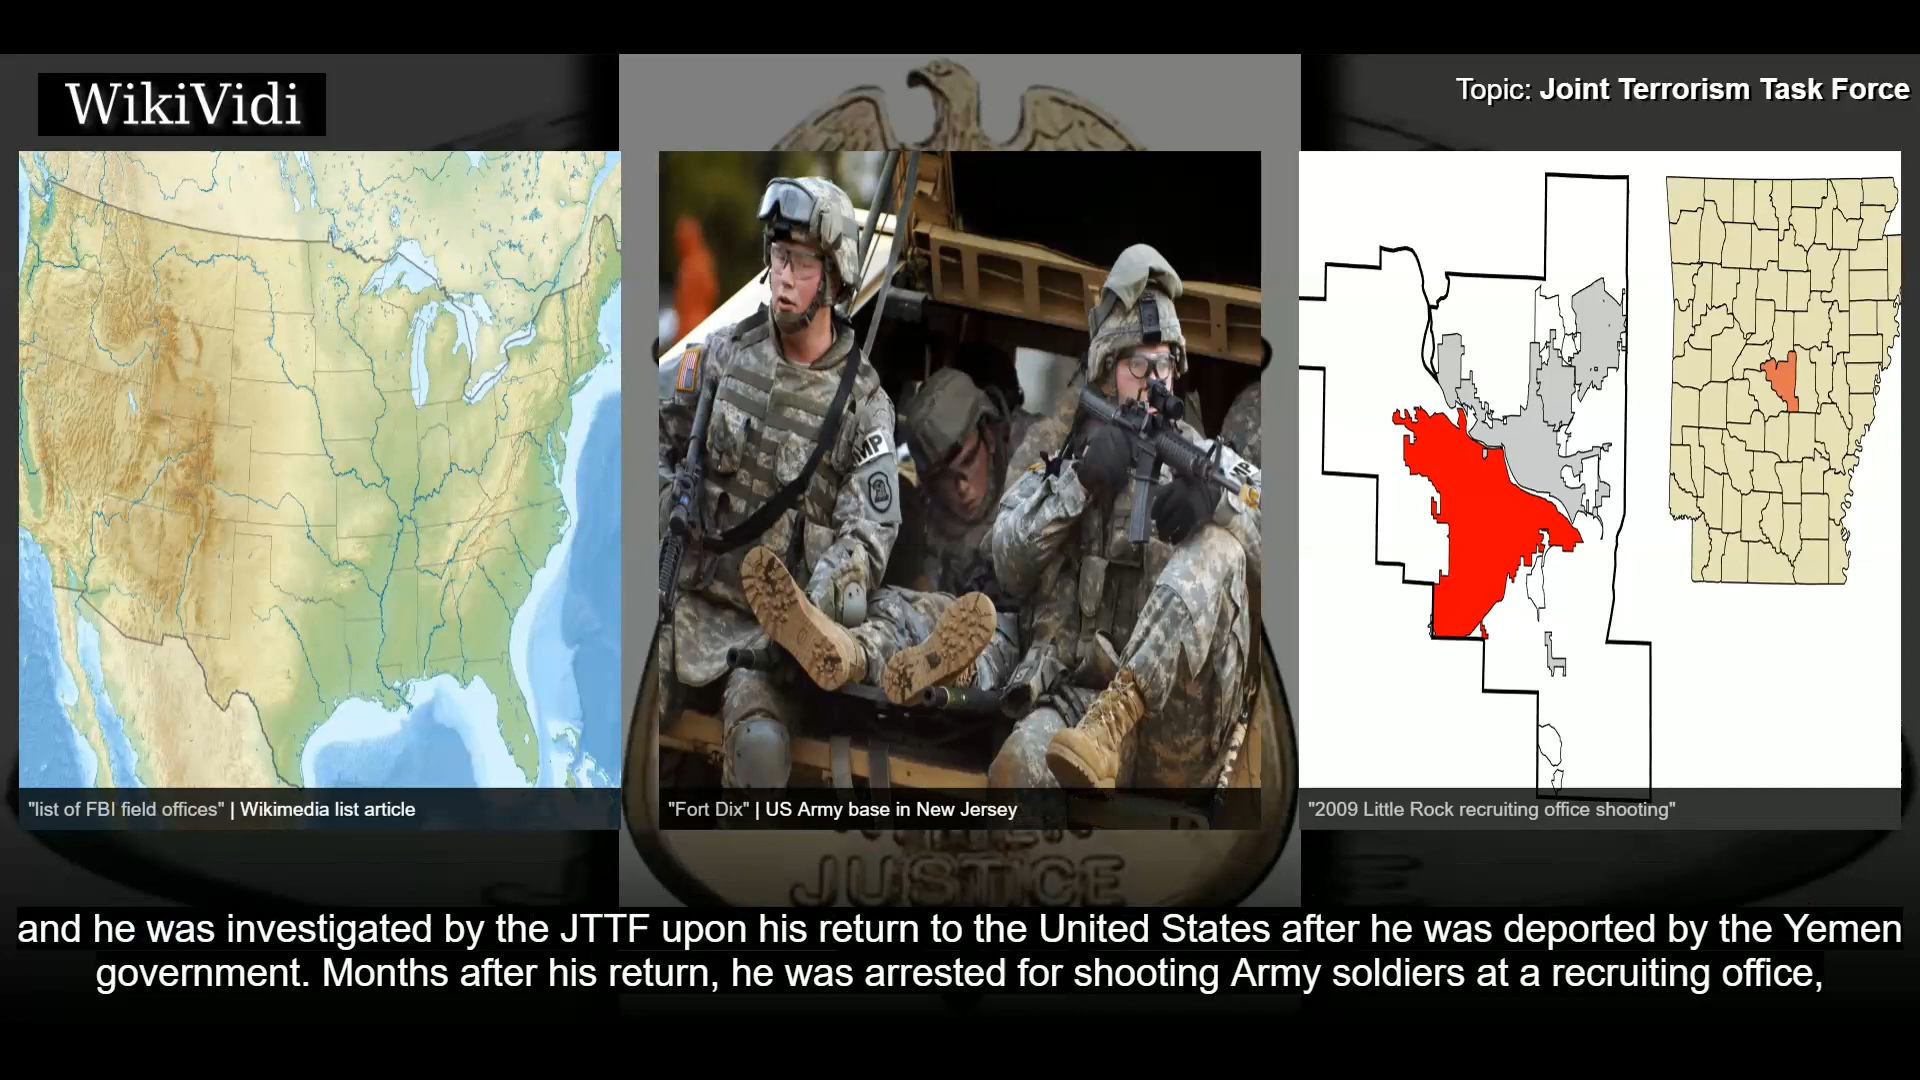 WikiVidi
Topic: Joint Terrorism Task Force
MP
MP
"list of FBI field offices" | Wikimedia list article
"Fort Dix" | US Army base in New Jersey
"2009 Little Rock recruiting office shooting"
JUSTICE
and he was investigated by the JTTF upon his return to the United States after he was deported by the Yemen
government. Months after his return, he was arrested for shooting Army soldiers at a recruiting office,